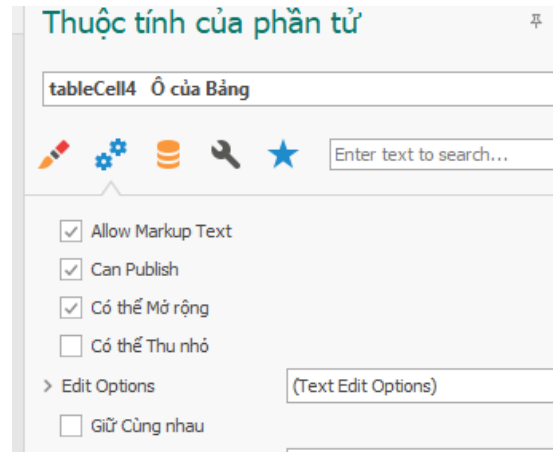 Thuộc tính của phần tử
tableCell4 Ô của Bảng
Enter text to search...
Allow Markup Text
Can Publish
Có thể Mở rộng
Có thể Thu nhỏ
Edit Options (Text Edit Options)
Giữ Cùng nhau